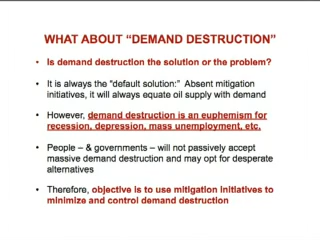 WHAT ABOUT “DEMAND DESTRUCTION”
• Is demand destruction the solution or the problem?
• It is always the "default solution:" Absent mitigation
initiatives, it will always equate oil supply with demand
• However, demand destruction is an euphemism for
recession, depression, mass unemployment, etc.
• People – & governments – will not passively accept
massive demand destruction and may opt for desperate
alternatives
• Therefore, objective is to use mitigation initiatives to
minimize and control demand destruction